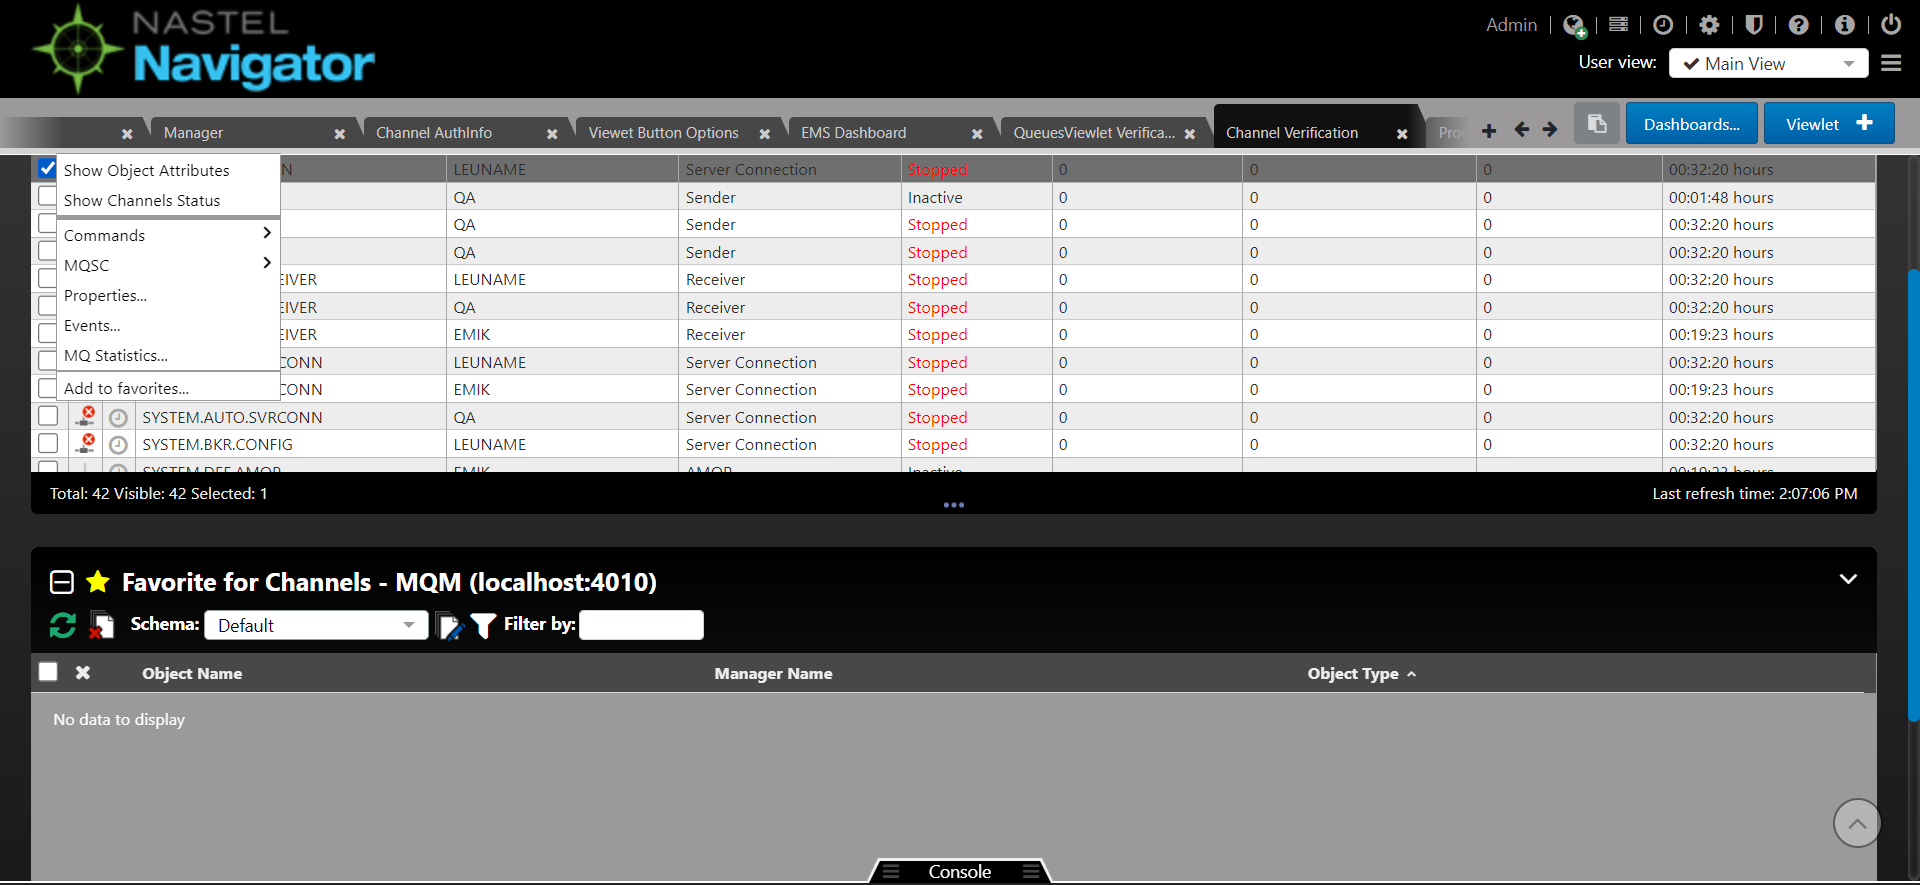 NASTEL
Navigator
Admin
User view: Main View
Manager
Channel AuthInfo
Viewet Button Options
EMS Dashboard
QueuesViewlet Verifica...
Channel Verification
Dashboards...
Viewlet
N LEUNAME Server Connection Stopped 0 0 0 00:32:20 hours
QA Sender Inactive 0 0 0 00:01:48 hours
QA Sender Stopped 0 0 0 00:32:20 hours
QA Sender Stopped 0 0 0 00:32:20 hours
EIVER LEUNAME Receiver Stopped 0 0 0 00:32:20 hours
EIVER QA Receiver Stopped 0 0 0 00:32:20 hours
EIVER EMIK Receiver Stopped 0 0 0 00:19:23 hours
CONN LEUNAME Server Connection Stopped 0 0 0 00:32:20 hours
CONN EMIK Server Connection Stopped 0 0 0 00:19:23 hours
SYSTEM.AUTO.SVRCONN QA Server Connection Stopped 0 0 0 00:32:20 hours
SYSTEM.BKR.CONFIG LEUNAME Server Connection Stopped 0 0 0 00:32:20 hours
SYSTEM.DEF.AMQP EMIK AMQP Inactive 00:19:23 hours
Show Object Attributes
Show Channels Status
Commands
MQSC
Properties...
Events...
MQ Statistics...
Add to favorites...
Total: 42 Visible: 42 Selected: 1
Last refresh time: 2:07:06 PM
Favorite for Channels - MQM (localhost:4010)
Schema: Default
Filter by:
Object Name Manager Name Object Type
No data to display
Console